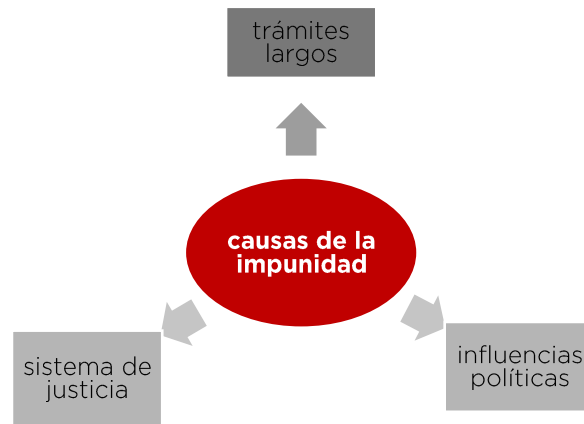 trámites
largos
causas de la
impunidad
sistema de
justicia
influencias
políticas